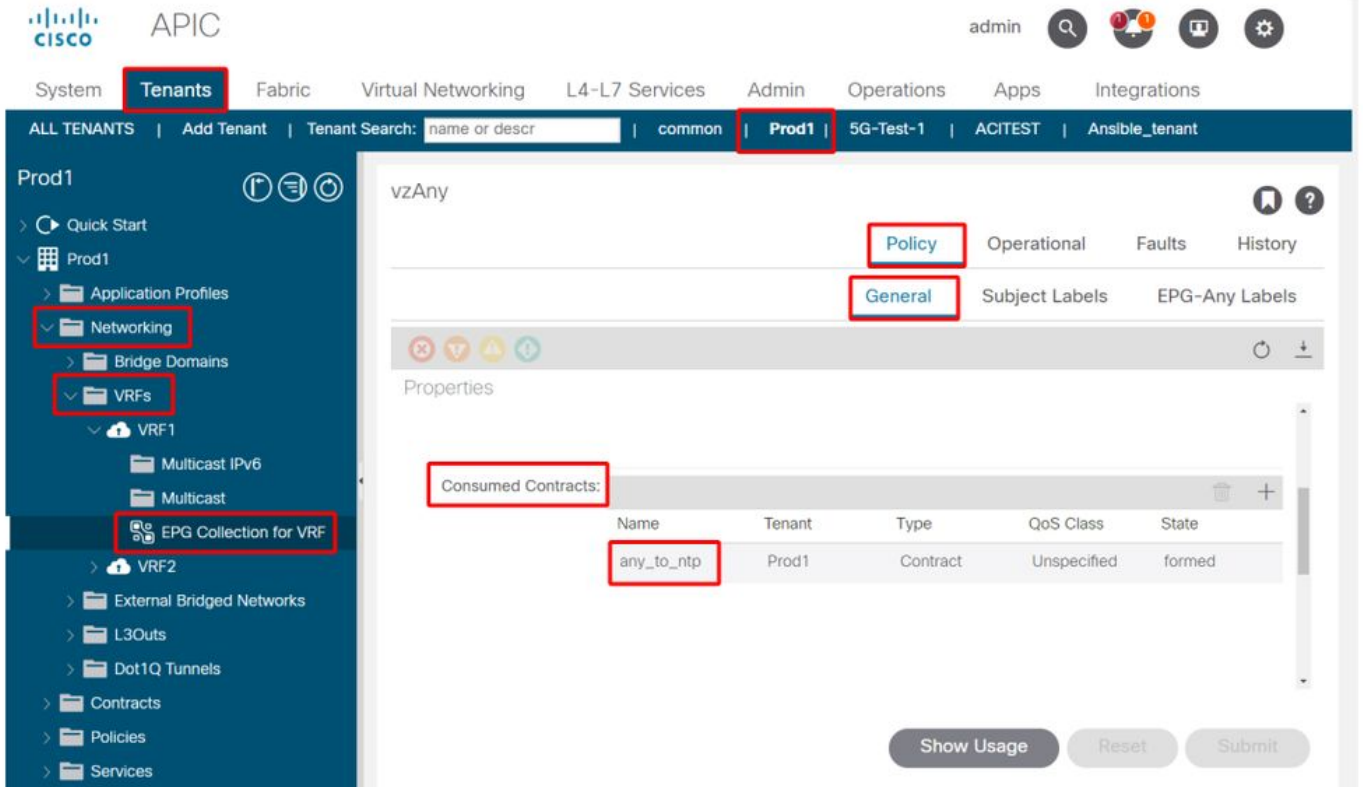 CISCO
APIC
admin
1 1
System Tenants Fabric Virtual Networking L4-L7 Services Admin Operations Apps Integrations
ALL TENANTS | Add Tenant | Tenant Search: name or descr | common | Prod1 | 5G-Test-1 | ACITEST | Ansible_tenant
Prod1
Quick Start
Prod1
Application Profiles
Networking
Bridge Domains
VRFs
VRF1
Multicast IPv6
Multicast
EPG Collection for VRF
VRF2
External Bridged Networks
L3Outs
Dot1Q Tunnels
Contracts
Policies
Services
vzAny
Policy Operational Faults History
General Subject Labels EPG-Any Labels
Properties
Consumed Contracts:
Name Tenant Type QoS Class State
any_to_ntp Prod1 Contract Unspecified formed
Show Usage Reset Submit